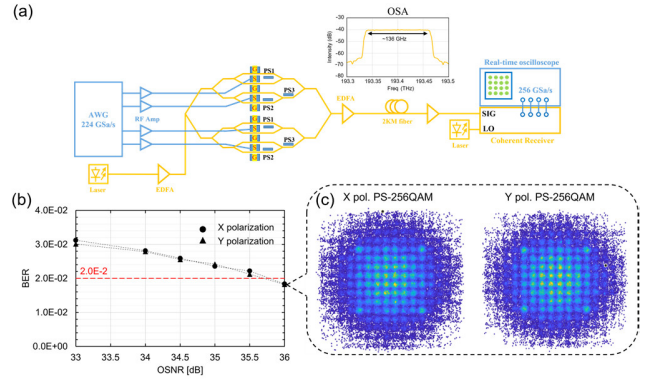 (a)
OSA
Intensity (dBm)
-30
-40
-50
-60
-70
-80
~136 GHz
193.3
193.35
193.4
193.45
193.5
Freq. (THz)
AWG
224 GSa/s
RF Amp
Laser
EDFA
G
S
G
PS1
PS3
PS2
PS1
PS3
PS2
EDFA
2KM fiber
Real-time oscilloscope
256 GSa/s
SIG
LO
Laser
Coherent Receiver
(b)
BER
4.0E-02
3.0E-02
2.0E-02
1.0E-02
0.0E+00
X polarization
Y polarization
2.0E-2
33
33.5
34
34.5
35
35.5
36
OSNR [dB]
(c)
X pol. PS-256QAM
Y pol. PS-256QAM